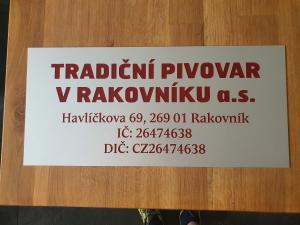 TRADIČNÍ PIVOVAR
V RAKOVNÍKU a.s.
Havlíčkova 69, 269 01 Rakovník
IČ: 26474638
DIČ: CZ26474638